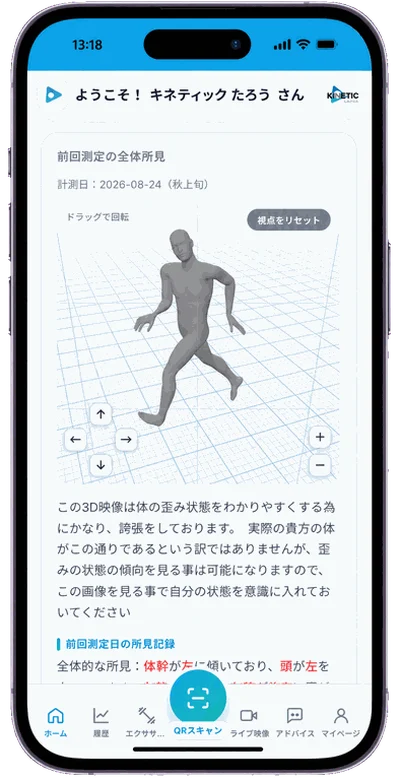 13:18
ようこそ！ キネティック たろう さん
KINETIC
前回測定の全体所見
計測日：2026-08-24（秋上旬）
ドラッグで回転
視点をリセット
この3D映像は体の歪み状態をわかりやすくする為
にかなり、誇張をしております。 実際の貴方の体
がこの通りであるという訳ではありませんが、歪
みの状態の傾向を見る事は可能になりますので、
この画像を見る事で自分の状態を意識に入れてお
いてください
前回測定日の所見記録
全体的な所見：体幹が左に傾いており、頭が左を
ホーム
履歴
エクササ...
QRスキャン
ライブ映像
アドバイス
マイページ